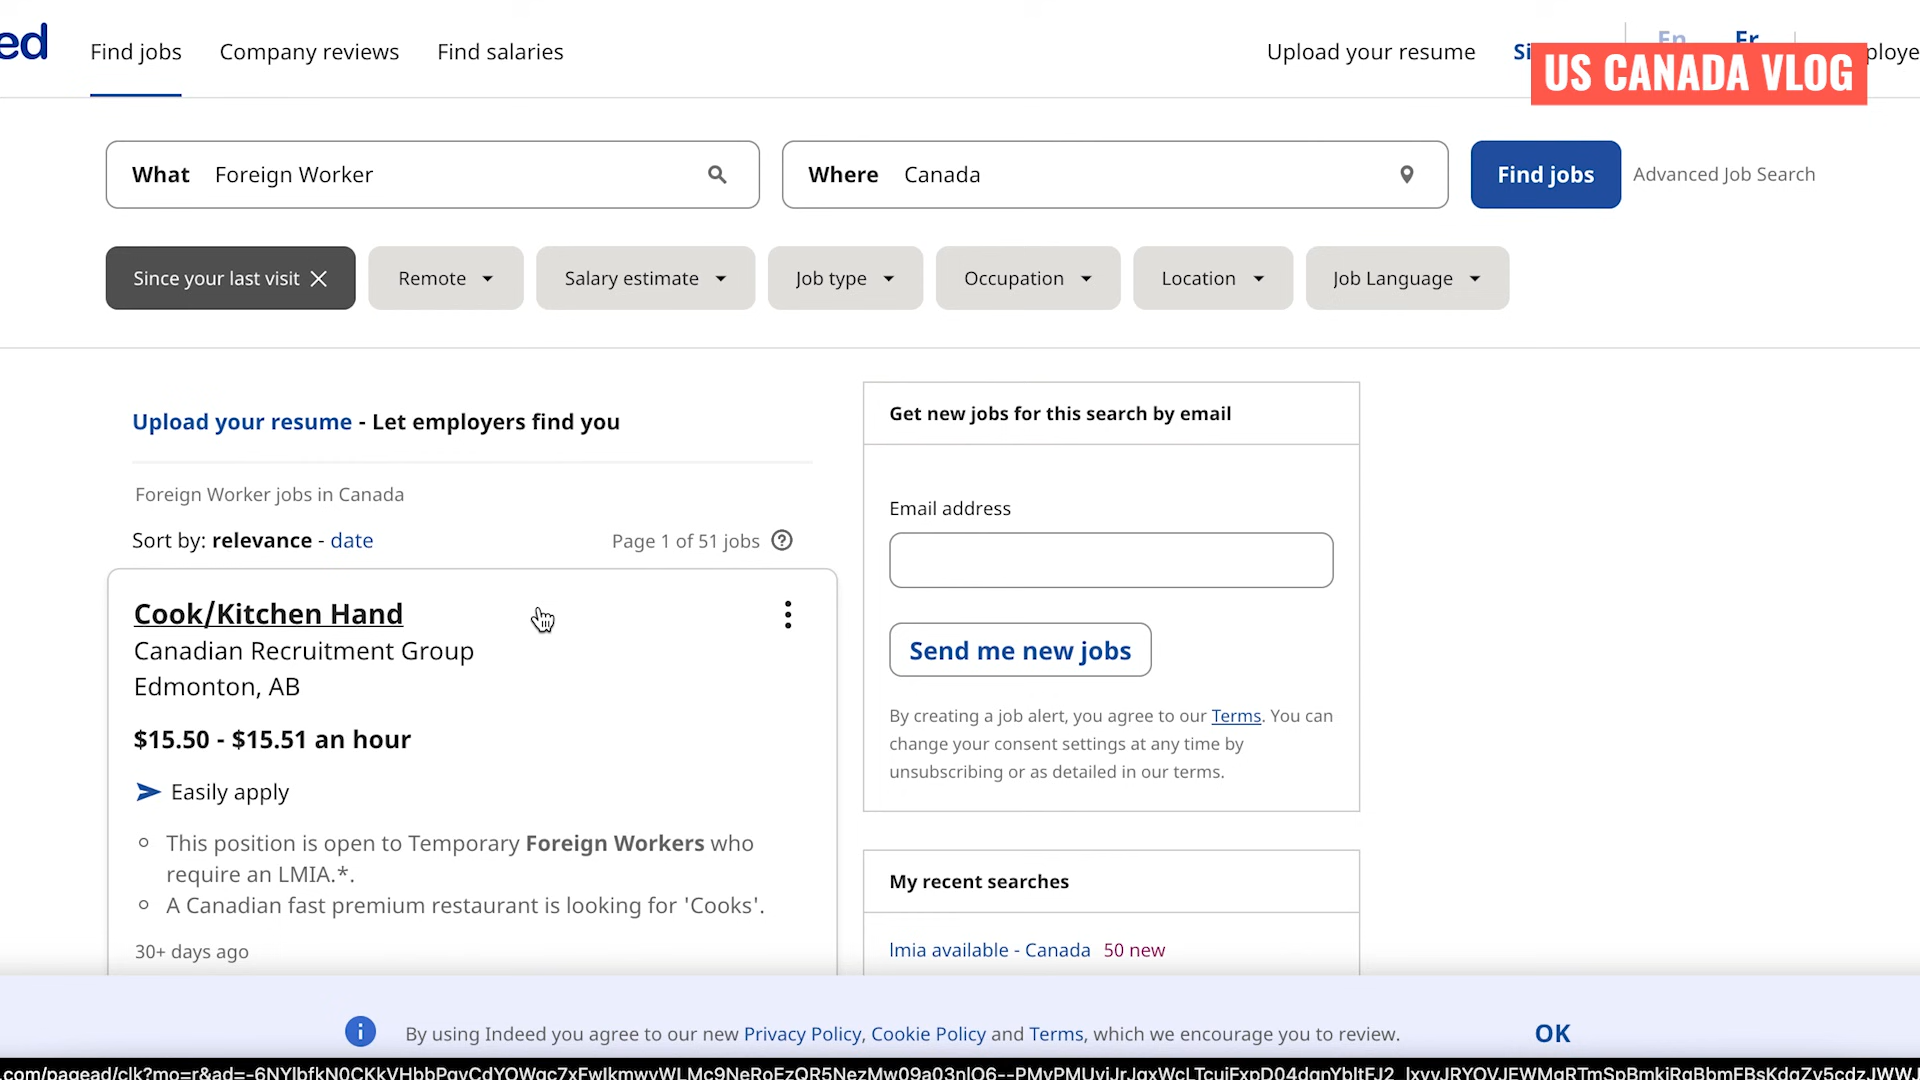 ed
Find jobs
Company reviews
Find salaries
Upload your resume
US CANADA VLOG
What Foreign Worker
Where Canada
Find jobs
Advanced Job Search
Since your last visit
Remote
Salary estimate
Job type
Occupation
Location
Job Language
Upload your resume - Let employers find you
Foreign Worker jobs in Canada
Sort by: relevance - date
Page 1 of 51 jobs
Cook/Kitchen Hand
Canadian Recruitment Group
Edmonton, AB
$15.50 - $15.51 an hour
Easily apply
This position is open to Temporary Foreign Workers who
require an LMIA.*.
A Canadian fast premium restaurant is looking for 'Cooks'.
30+ days ago
Get new jobs for this search by email
Email address
Send me new jobs
By creating a job alert, you agree to our Terms. You can
change your consent settings at any time by
unsubscribing or as detailed in our terms.
My recent searches
lmia available - Canada 50 new
By using Indeed you agree to our new Privacy Policy, Cookie Policy and Terms, which we encourage you to review.
OK